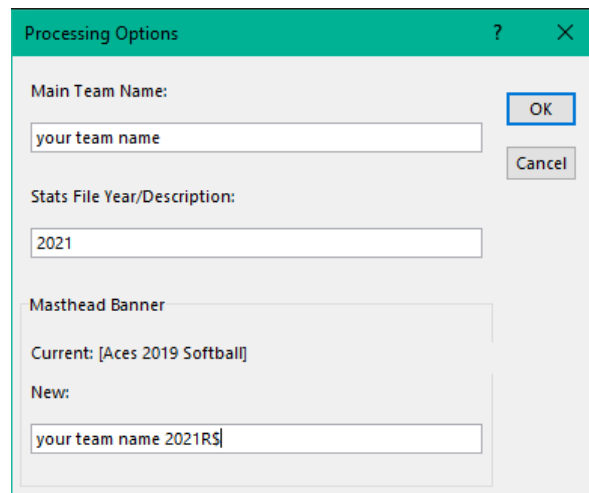 Processing Options ?
Main Team Name:
OK
your team name
Cancel
Stats File Year/Description:
2021
Masthead Banner
Current: [Aces 2019 Softball]
New:
your team name 2021R$